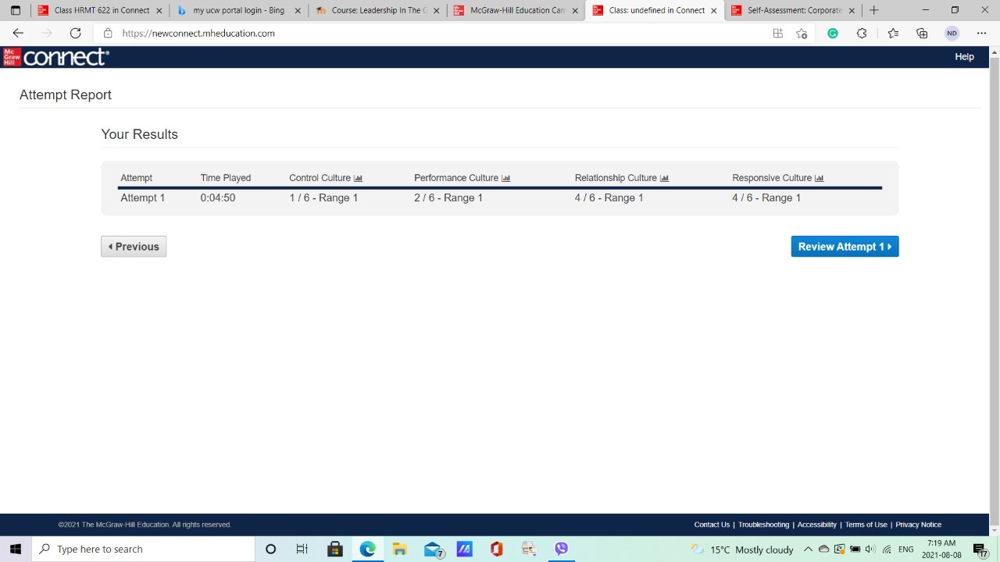 Class HRMT 622 in Connect
my ucw portal login - Bing
Course: Leadership In The G
McGraw-Hill Education Cam
Class: undefined in Connect
Self-Assessment: Corporate
https://newconnect.mheducation.com
ND
Mc Graw Hill connect®
Help
Attempt Report
Your Results
Attempt Time Played Control Culture Performance Culture Relationship Culture Responsive Culture
Attempt 1 0:04:50 1 / 6 - Range 1 2 / 6 - Range 1 4 / 6 - Range 1 4 / 6 - Range 1
Previous
Review Attempt 1
©2021 The McGraw-Hill Education. All rights reserved.
Contact Us | Troubleshooting | Accessibility | Terms of Use | Privacy Notice
Type here to search
7
15°C Mostly cloudy
ENG
7:19 AM
2021-08-08
17